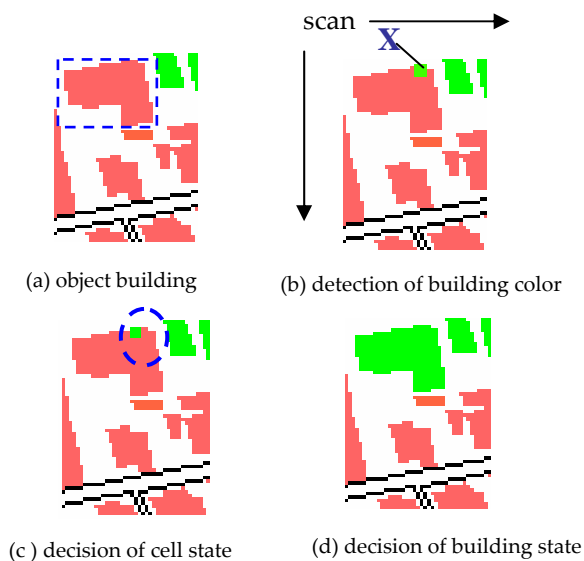 scan
X
(a) object building
(b) detection of building color
(c ) decision of cell state
(d) decision of building state